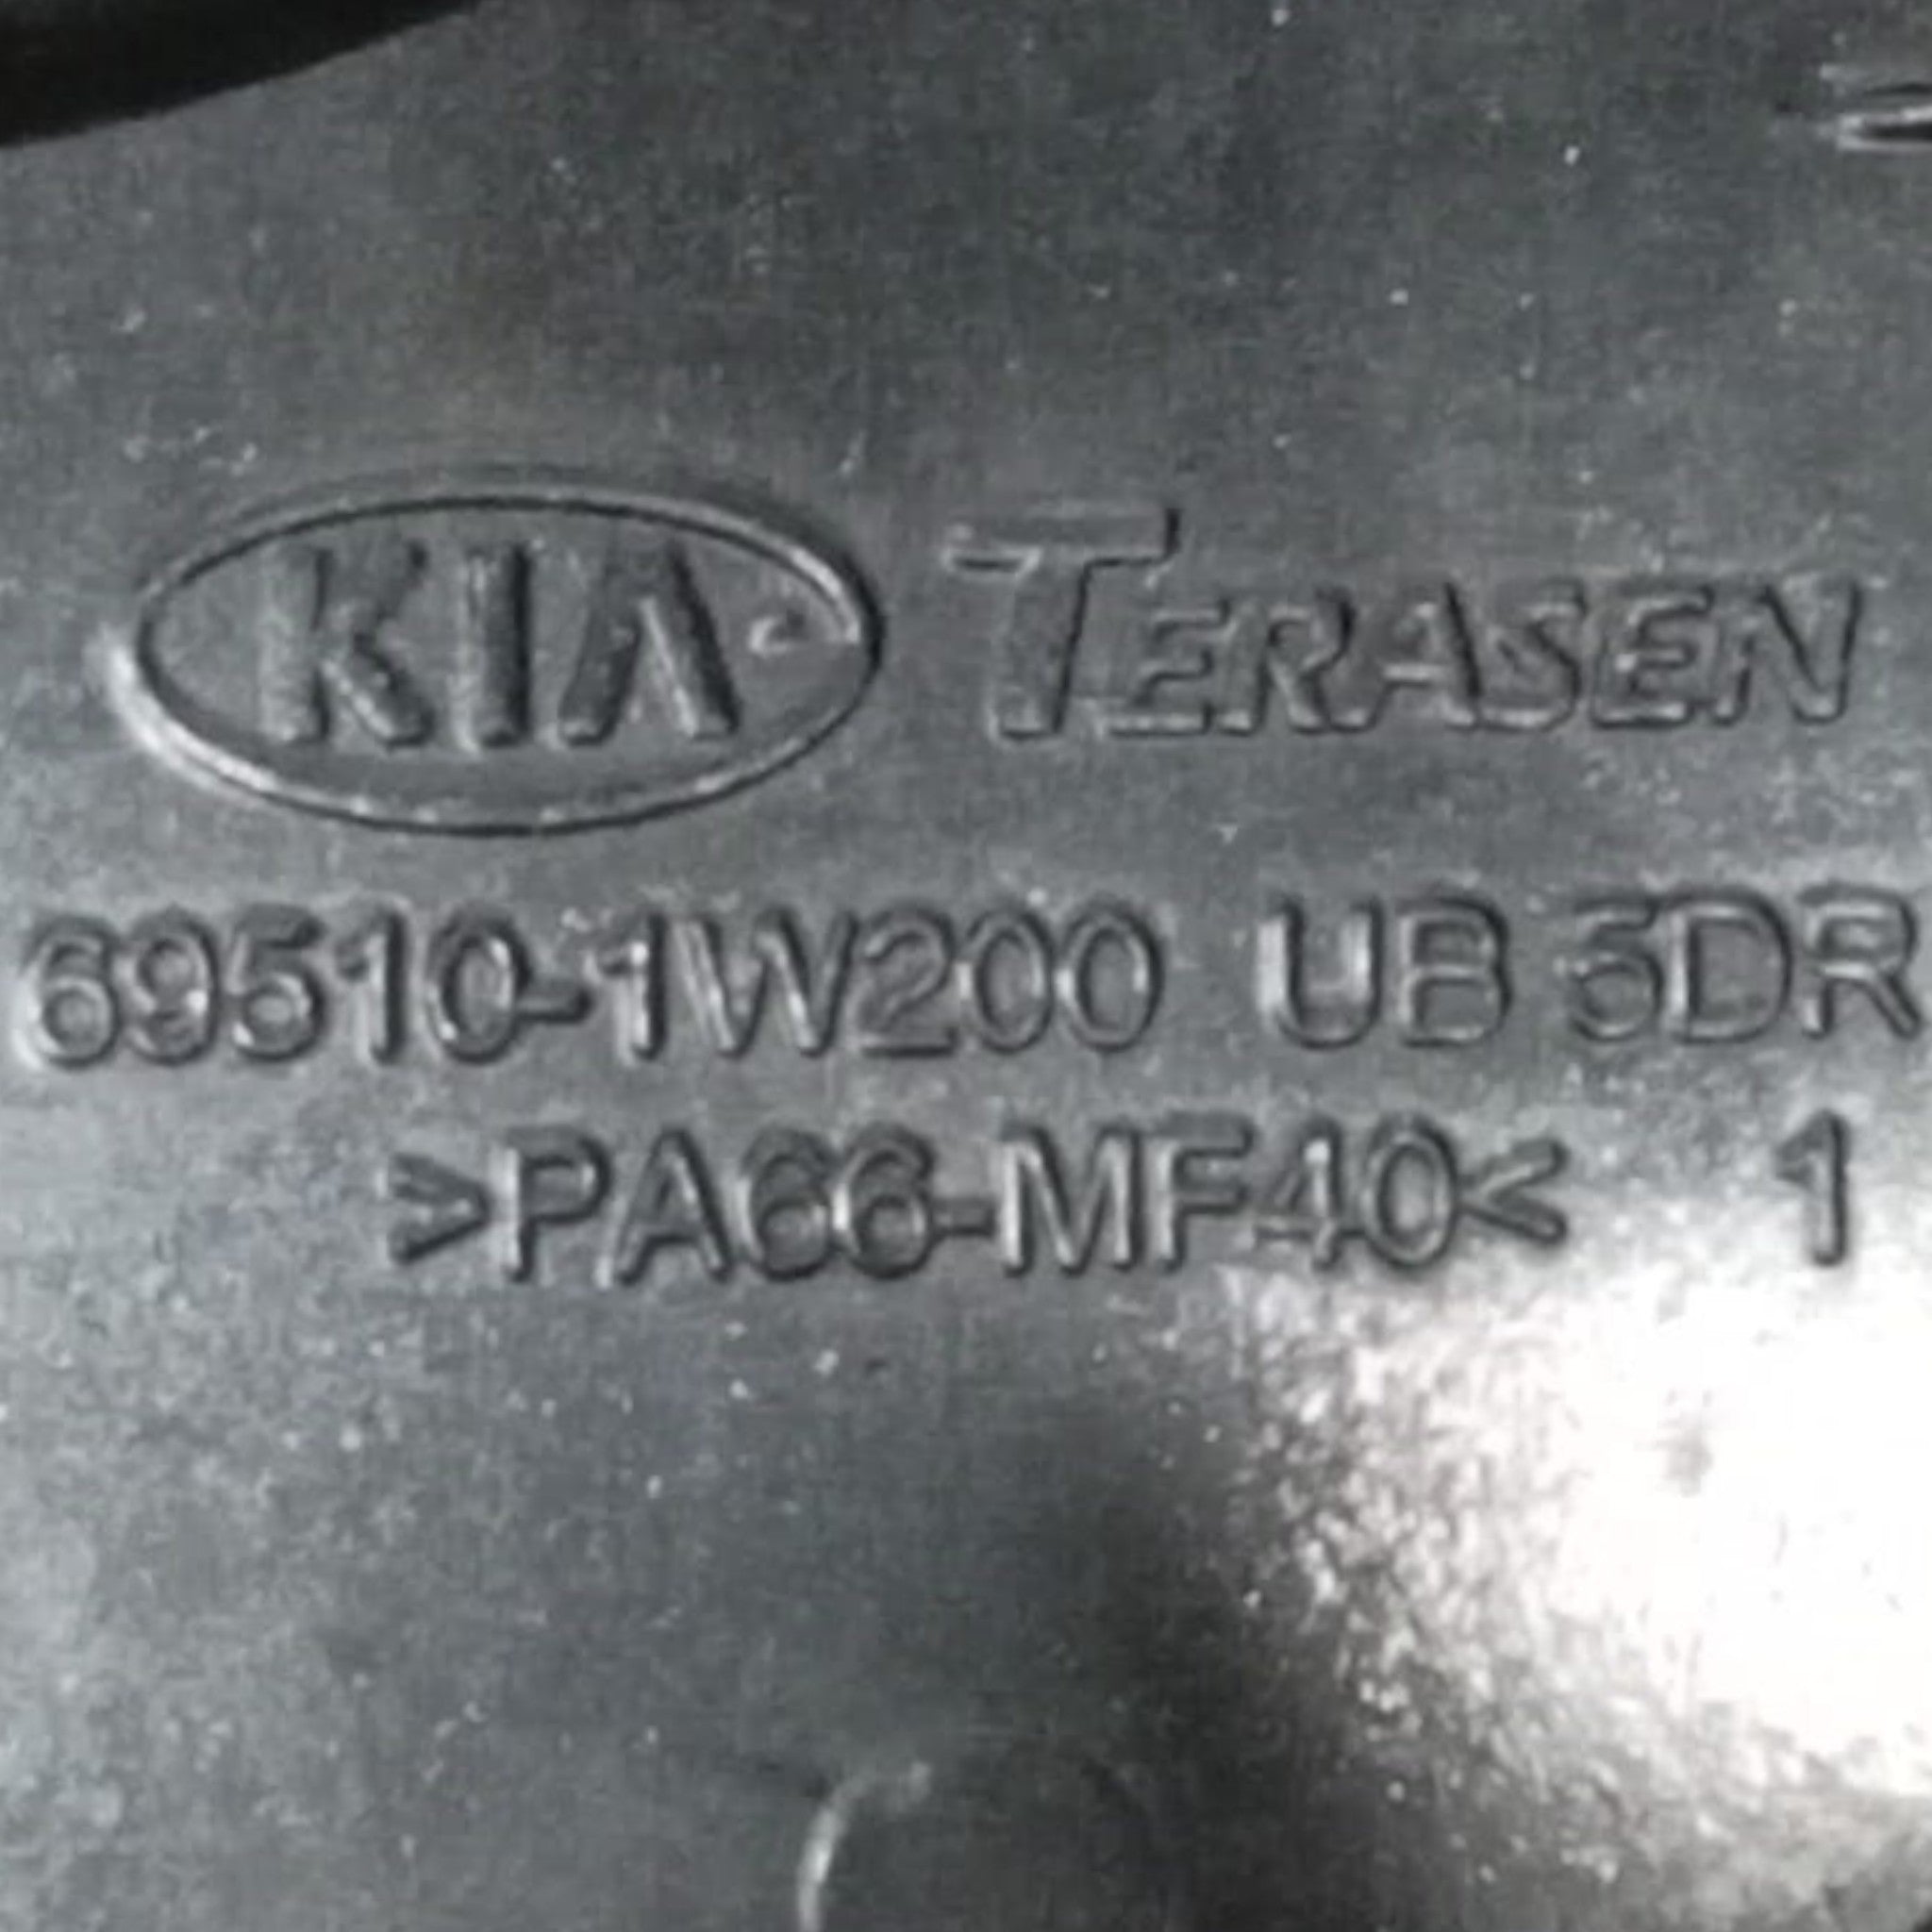 KIA TERASEN
69510-1W200 UB 5DR
>PA66-MF40< 1